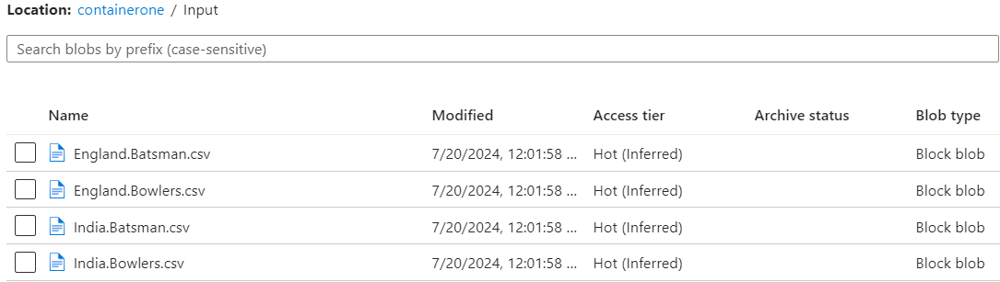 Location: containerone / Input
Search blobs by prefix (case-sensitive)
Name Modified Access tier Archive status Blob type
England.Batsman.csv 7/20/2024, 12:01:58 ... Hot (Inferred) Block blob
England.Bowlers.csv 7/20/2024, 12:01:58 ... Hot (Inferred) Block blob
India.Batsman.csv 7/20/2024, 12:01:58 ... Hot (Inferred) Block blob
India.Bowlers.csv 7/20/2024, 12:01:58 ... Hot (Inferred) Block blob